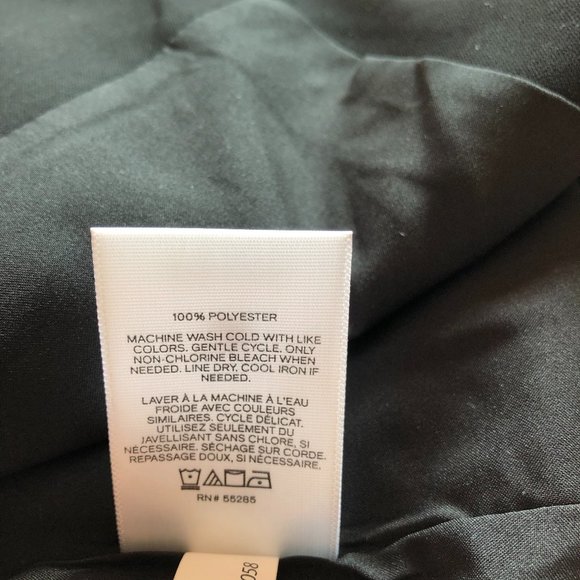 100% POLYESTER
MACHINE WASH COLD WITH LIKE
COLORS. GENTLE CYCLE. ONLY
NON-CHLORINE BLEACH WHEN
NEEDED. LINE DRY. COOL IRON IF
NEEDED.
LAVER À LA MACHINE À L'EAU
FROIDE AVEC COULEURS
SIMILAIRES. CYCLE DÉLICAT.
UTILISEZ SEULEMENT DU
JAVELLISANT SANS CHLORE, SI
NÉCESSAIRE. SÉCHAGE SUR CORDE.
REPASSAGE DOUX, SI NÉCESSAIRE.
RN# 55285
058